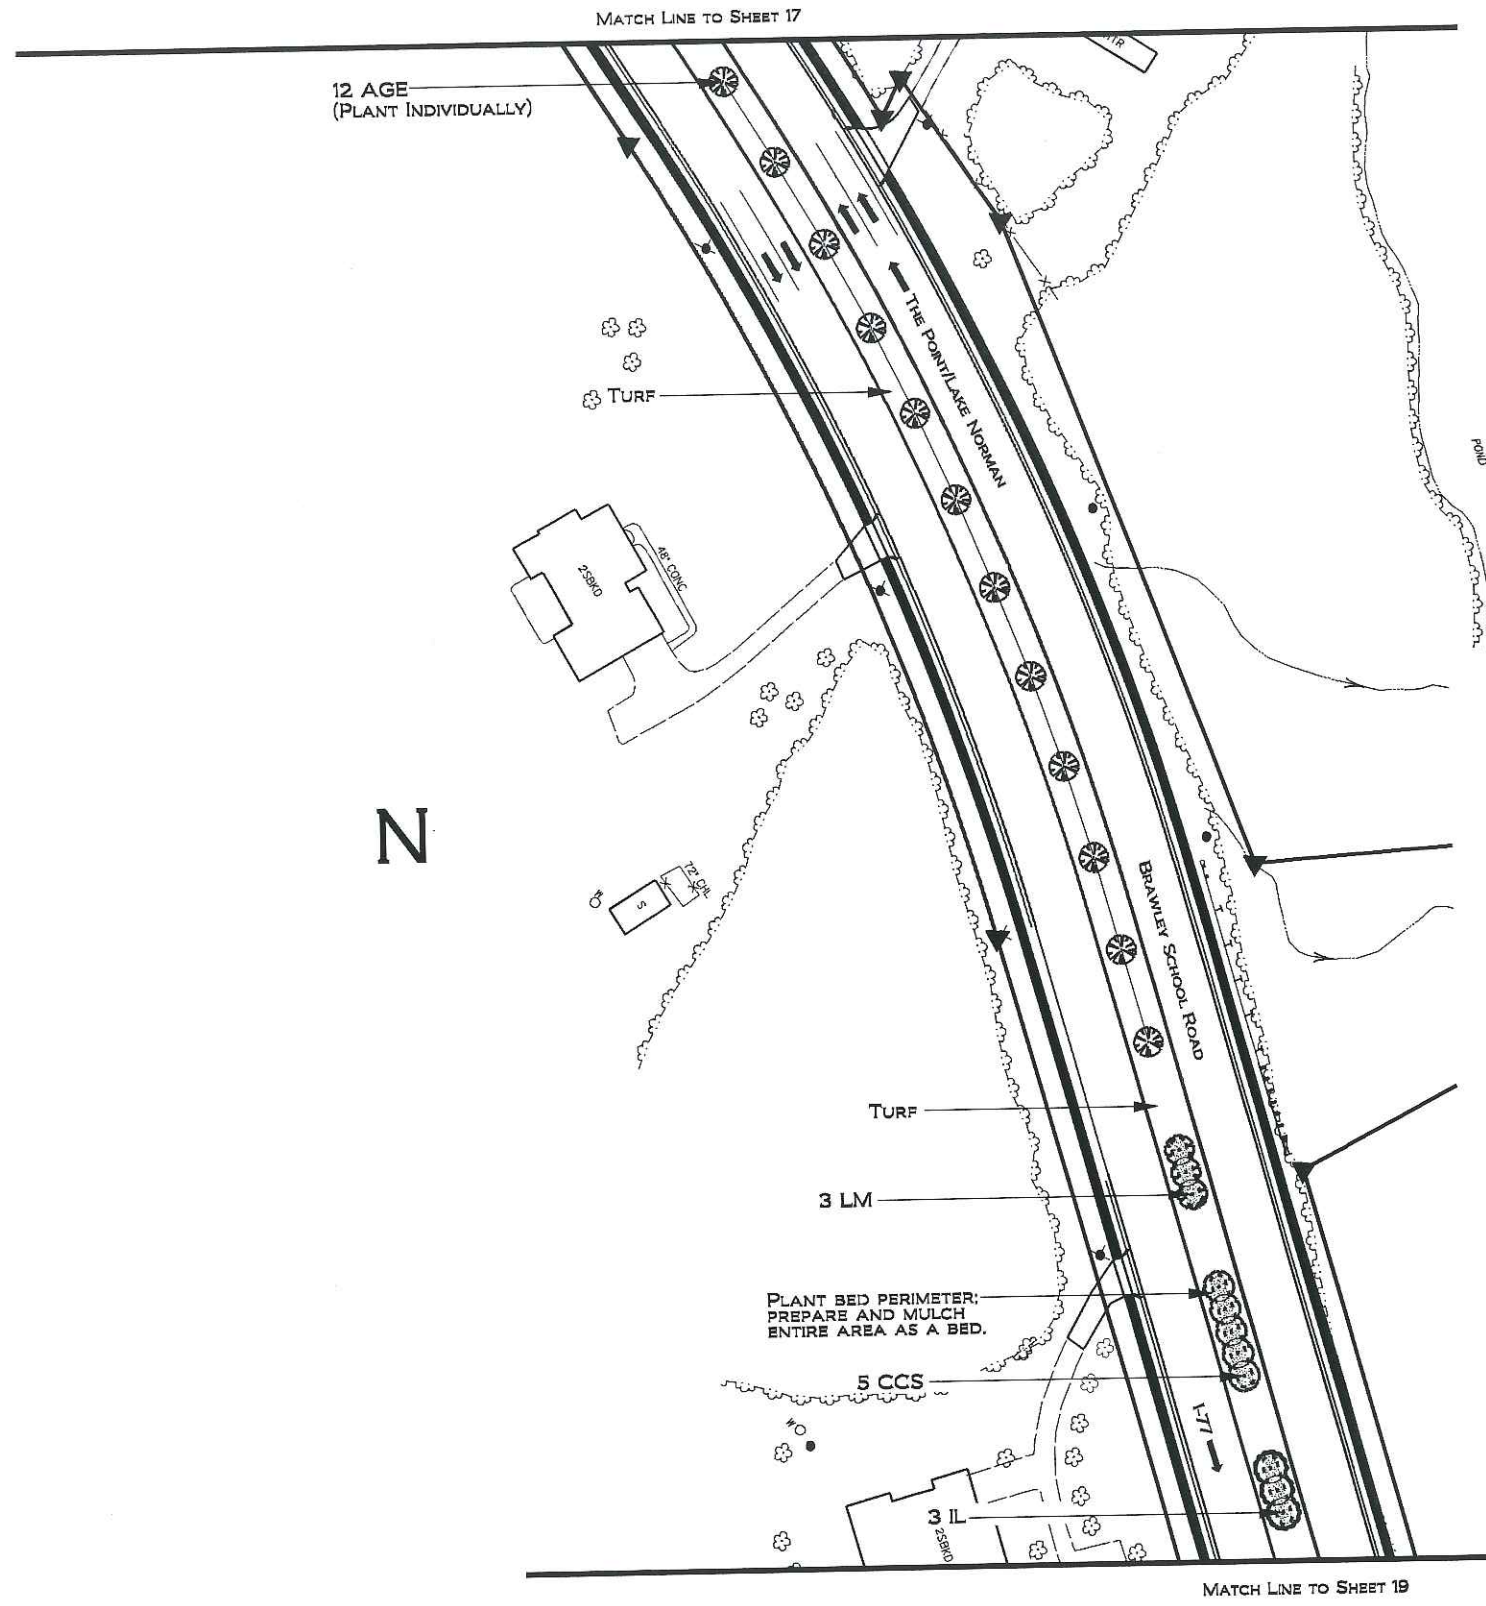 MATCH LINE TO SHEET 17
12 AGE
(PLANT INDIVIDUALLY)
THE POINT/LAKE NORMAN
TURF
POND
48" CONC
2SBKD
N
72" CHL
S
BRAWLEY SCHOOL ROAD
TURF
3 LM
PLANT BED PERIMETER;
PREPARE AND MULCH
ENTIRE AREA AS A BED.
5 CCS
I-77
W
3 IL
2SBKD
MATCH LINE TO SHEET 19